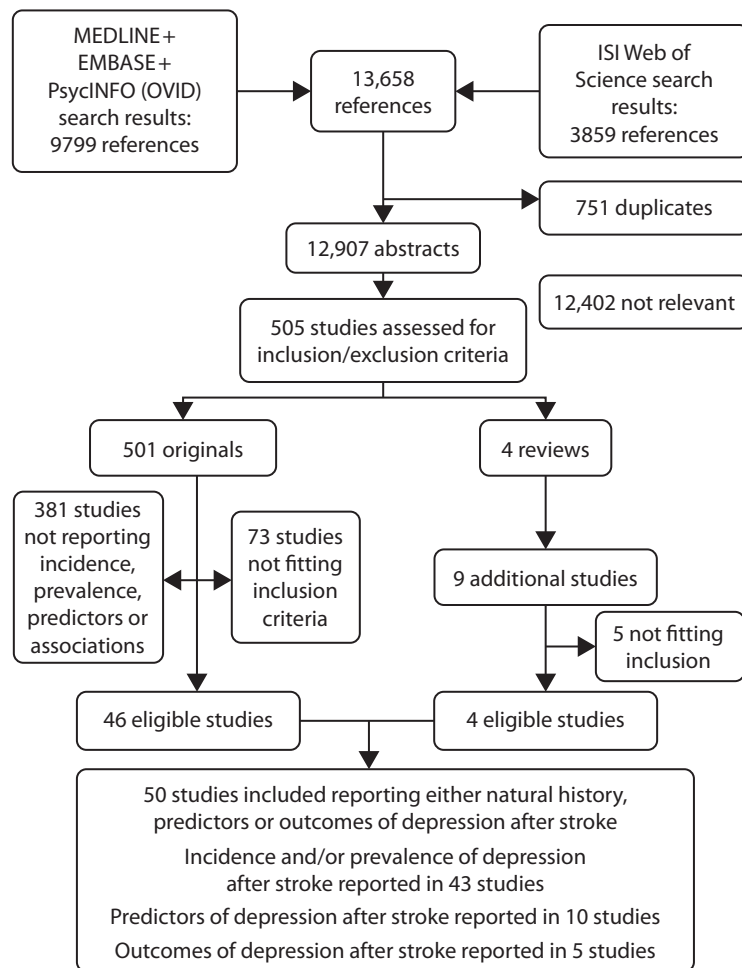 MEDLINE+
EMBASE+
PsycINFO (OVID)
search results:
9799 references
13,658
references
ISI Web of
Science search
results:
3859 references
751 duplicates
12,907 abstracts
12,402 not relevant
505 studies assessed for
inclusion/exclusion criteria
501 originals
4 reviews
381 studies
not reporting
incidence,
prevalence,
predictors or
associations
73 studies
not fitting
inclusion
criteria
9 additional studies
5 not fitting
inclusion
46 eligible studies
4 eligible studies
50 studies included reporting either natural history,
predictors or outcomes of depression after stroke
Incidence and/or prevalence of depression
after stroke reported in 43 studies
Predictors of depression after stroke reported in 10 studies
Outcomes of depression after stroke reported in 5 studies